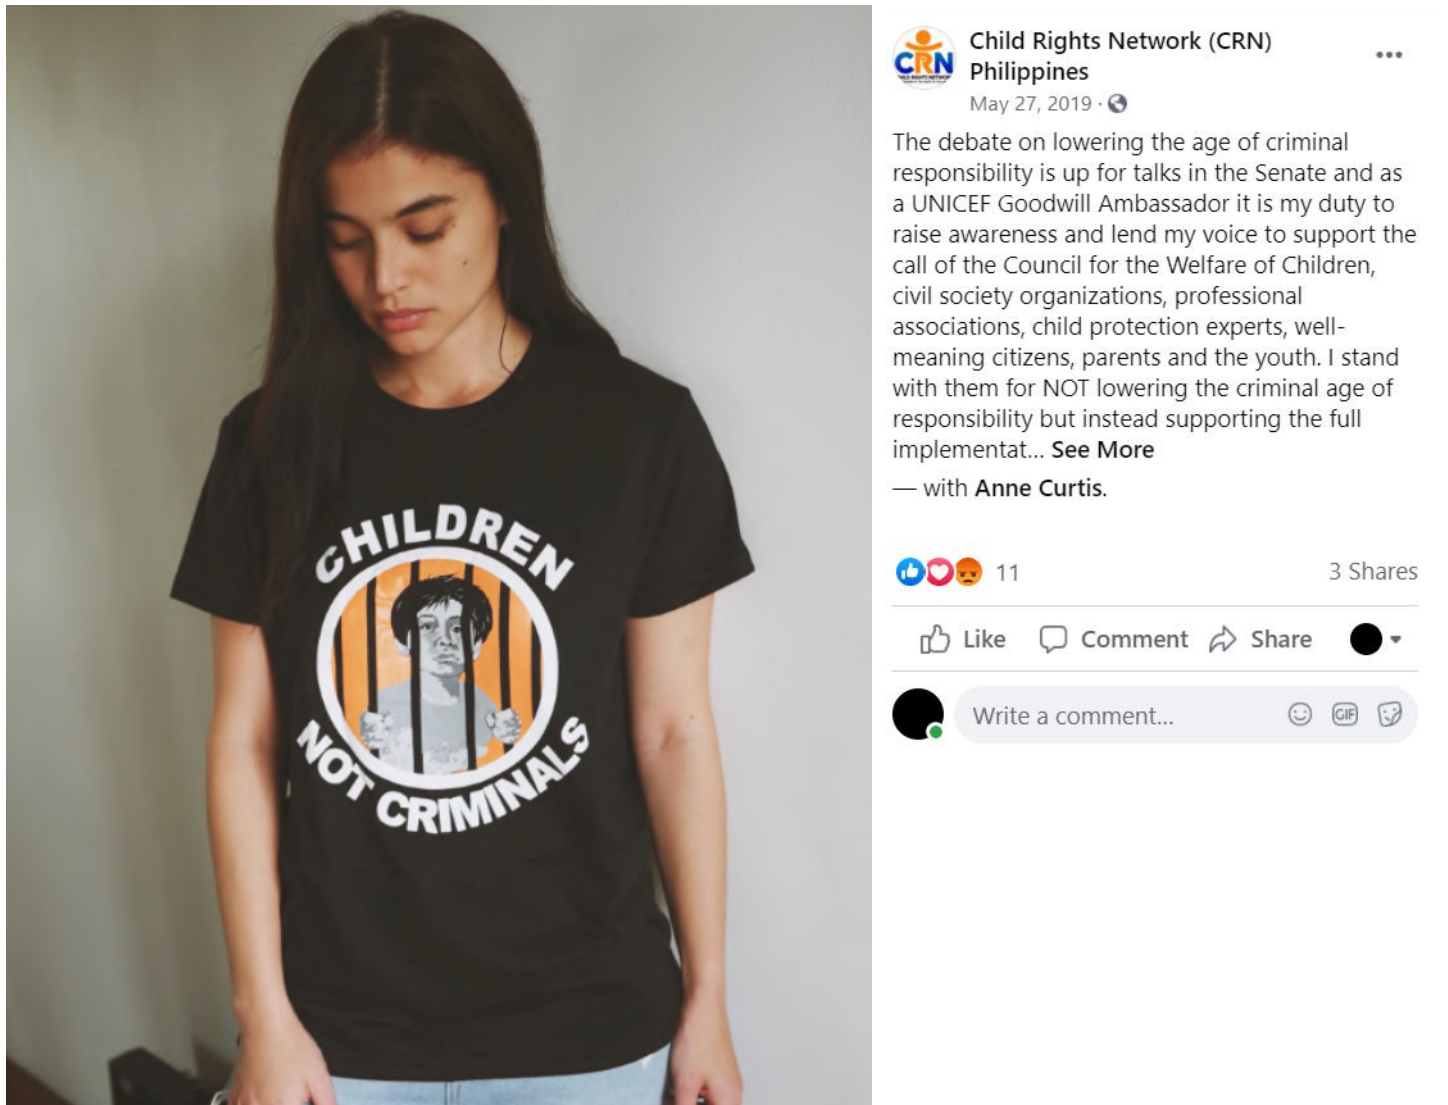 CHILDREN
NOT CRIMINALS
CRN
Child Rights Network (CRN)
Philippines
May 27, 2019 ·
The debate on lowering the age of criminal
responsibility is up for talks in the Senate and as
a UNICEF Goodwill Ambassador it is my duty to
raise awareness and lend my voice to support the
call of the Council for the Welfare of Children,
civil society organizations, professional
associations, child protection experts, well-
meaning citizens, parents and the youth. I stand
with them for NOT lowering the criminal age of
responsibility but instead supporting the full
implementat... See More
— with Anne Curtis.
11
3 Shares
Like Comment Share
Write a comment... GIF